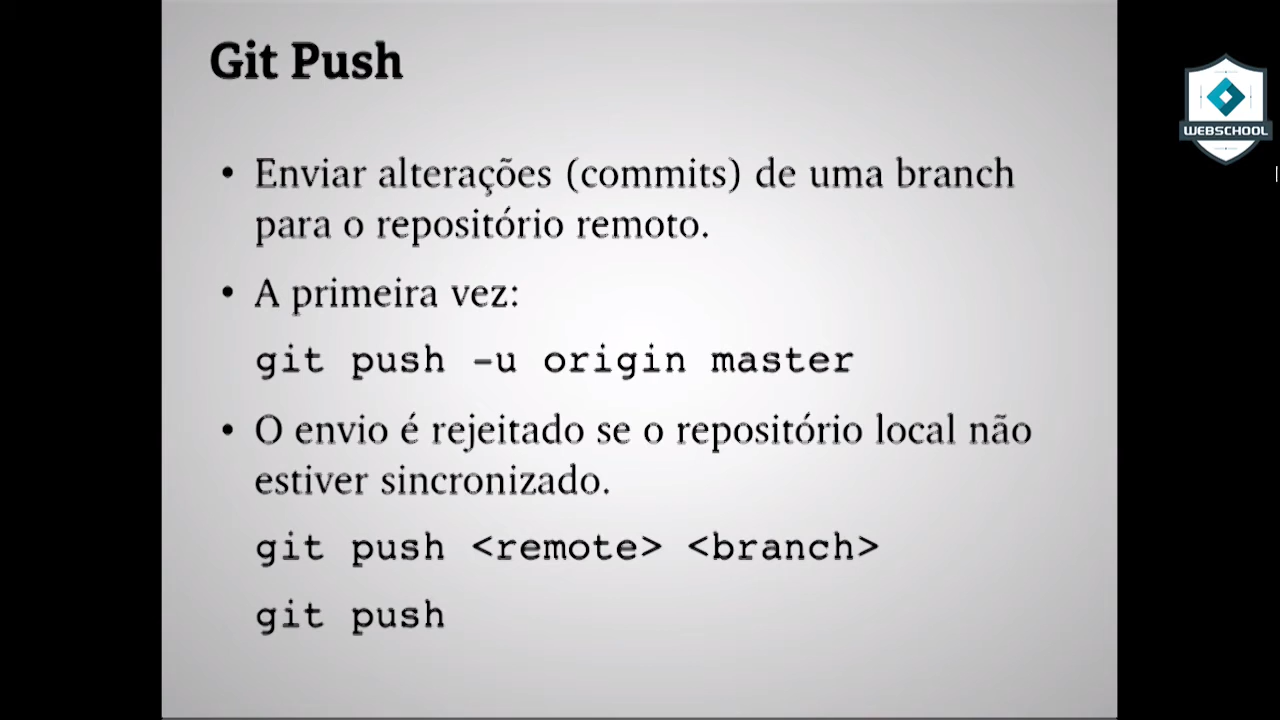 Git Push
• Enviar alterações (commits) de uma branch
para o repositório remoto.
• A primeira vez:
git push -u origin master
• O envio é rejeitado se o repositório local não
estiver sincronizado.
git push <remote> <branch>
git push
WEBSCHOOL